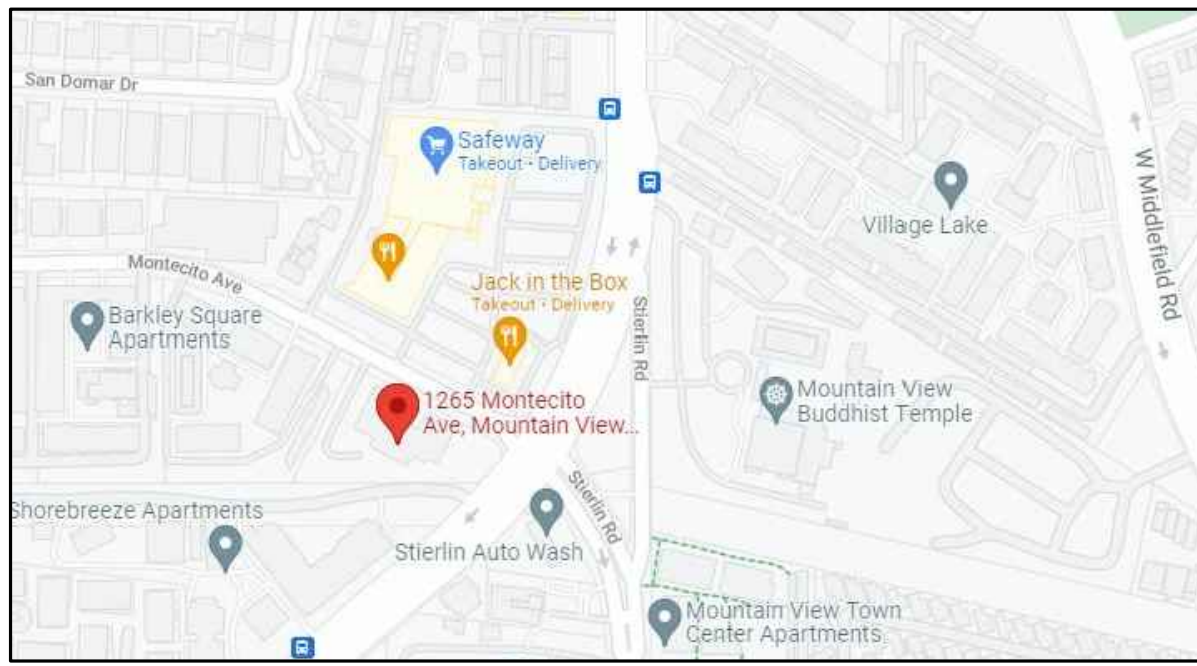 San Domar Dr
Safeway
Takeout · Delivery
W Middlefield Rd
Village Lake
Montecito Ave
Jack in the Box
Takeout · Delivery
Barkley Square
Apartments
Stierlin Rd
1265 Montecito
Ave, Mountain View...
Mountain View
Buddhist Temple
Shorebreeze Apartments
Stierlin Rd
Stierlin Auto Wash
Mountain View Town
Center Apartments